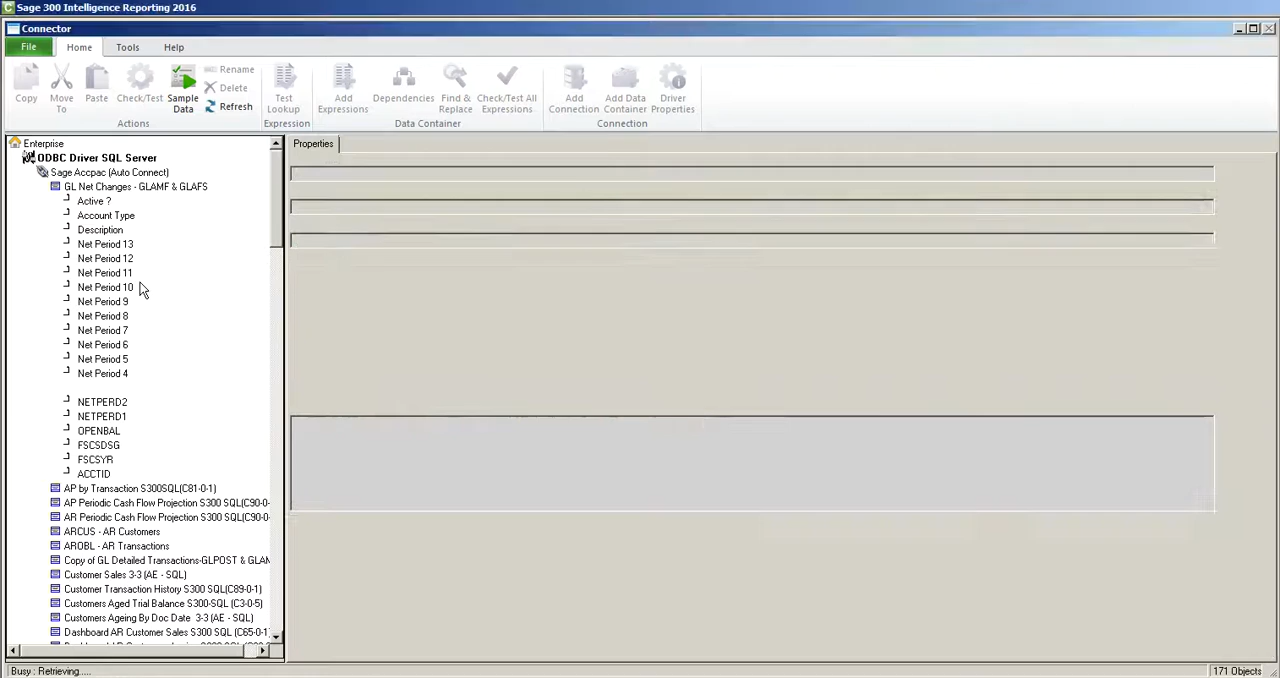 Sage 300 Intelligence Reporting 2016
Connector
File Home Tools Help
Copy
Move To
Paste
Check/Test
Sample Data
Rename
Delete
Refresh
Actions
Test Lookup
Expression
Add Expressions
Dependencies
Find & Replace
Check/Test All Expressions
Data Container
Add Connection
Add Data Container
Driver Properties
Connection
Enterprise
ODBC Driver SQL Server
Sage Accpac (Auto Connect)
GL Net Changes - GLAMF & GLAFS
Active ?
Account Type
Description
Net Period 13
Net Period 12
Net Period 11
Net Period 10
Net Period 9
Net Period 8
Net Period 7
Net Period 6
Net Period 5
Net Period 4
NETPERD2
NETPERD1
OPENBAL
FSCSDSG
FSCSYR
ACCTID
AP by Transaction S300SQL(C81-0-1)
AP Periodic Cash Flow Projection S300 SQL(C90-0-
AR Periodic Cash Flow Projection S300 SQL(C90-0-
ARCUS - AR Customers
AROBL - AR Transactions
Copy of GL Detailed Transactions-GLPOST & GLAM
Customer Sales 3-3 (AE - SQL)
Customer Transaction History S300 SQL(C89-0-1)
Customers Aged Trial Balance S300-SQL (C3-0-5)
Customers Ageing By Doc Date 3-3 (AE - SQL)
Dashboard AR Customer Sales S300 SQL (C65-0-1)
Properties
Busy : Retrieving.....
171 Objects